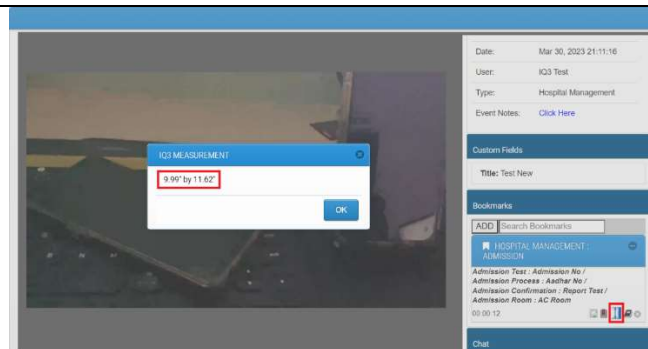 IQ3 MEASUREMENT
9.99" by 11.62"
OK
Date: Mar 30, 2023 21:11:16
User: IQ3 Test
Type: Hospital Management
Event Notes: Click Here
Custom Fields
Title: Test New
Bookmarks
ADD Search Bookmarks
HOSPITAL MANAGEMENT :
ADMISSION
Admission Test : Admission No /
Admission Process : Aadhar No /
Admission Confirmation : Report Test /
Admission Room : AC Room
00:00:12
Chat